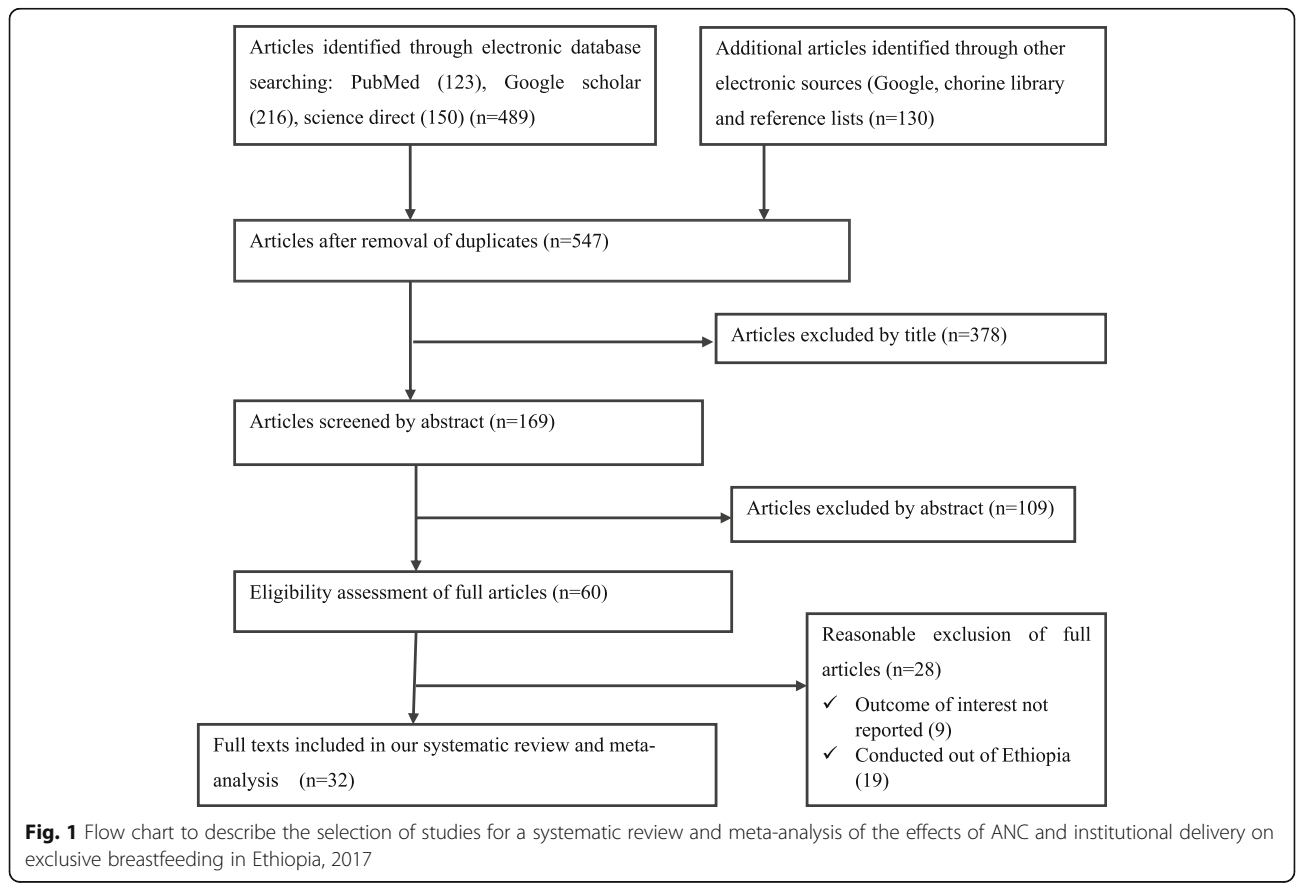 Articles identified through electronic database
searching: PubMed (123), Google scholar
(216), science direct (150) (n=489)
Additional articles identified through other
electronic sources (Google, chorine library
and reference lists (n=130)
Articles after removal of duplicates (n=547)
Articles excluded by title (n=378)
Articles screened by abstract (n=169)
Articles excluded by abstract (n=109)
Eligibility assessment of full articles (n=60)
Reasonable exclusion of full
articles (n=28)
✓ Outcome of interest not
reported (9)
✓ Conducted out of Ethiopia
(19)
Full texts included in our systematic review and meta-
analysis (n=32)
Fig. 1 Flow chart to describe the selection of studies for a systematic review and meta-analysis of the effects of ANC and institutional delivery on
exclusive breastfeeding in Ethiopia, 2017